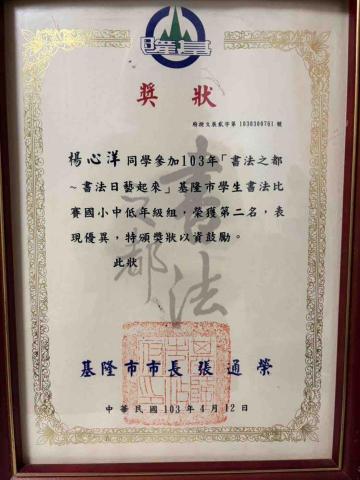 基隆
獎狀
府授文展貳字第1030300761號
楊心洋同學參加103年「書法之都
~書法日藝起來」基隆市學生書法比
賽國小中低年級組，榮獲第二名，表
現優異，特頒獎狀以資鼓勵。
此狀
書法
之都
基隆市市長張通榮
中華民國103年4月12日